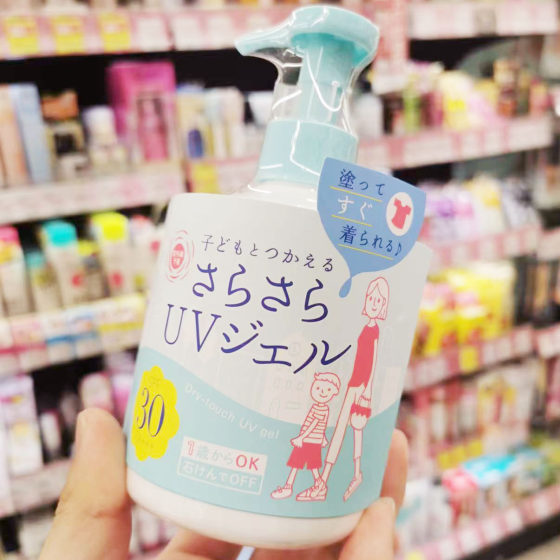 塗って
すぐ
着られる♪
子どもとつかえる
さらさら
UVジェル
Dry-touch UV gel
30
1歳からOK
石けんでOFF